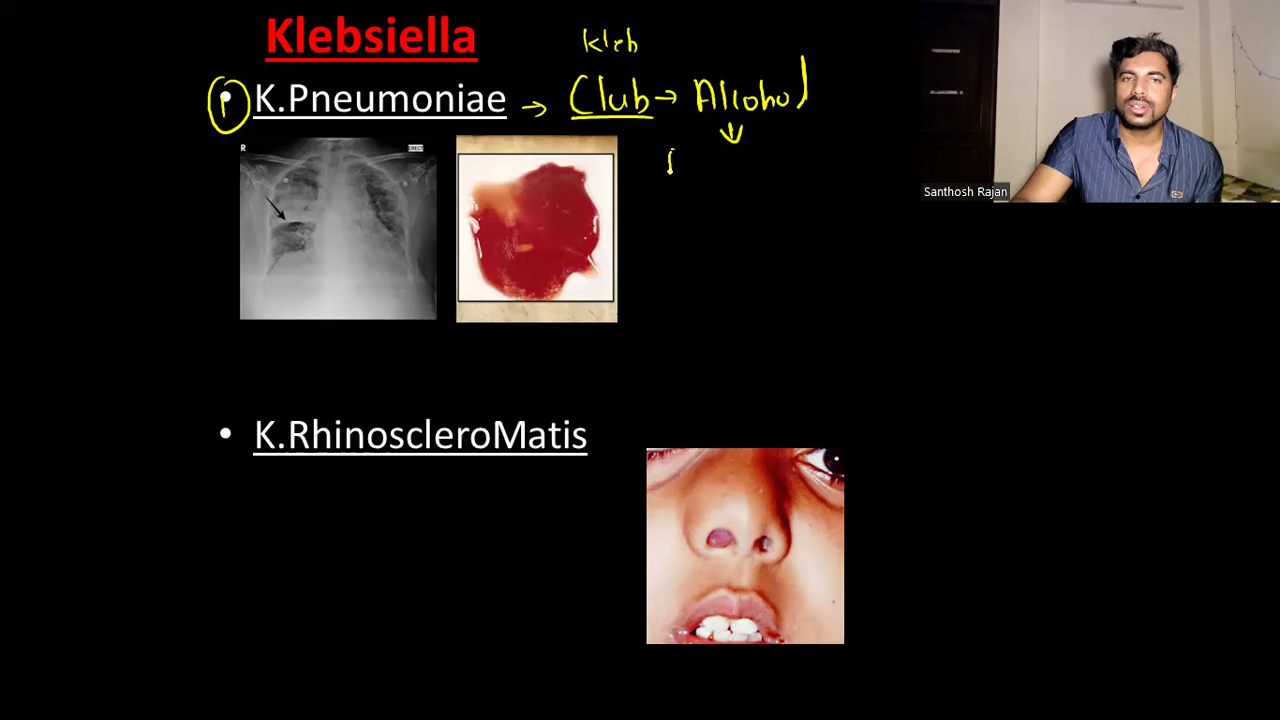 Klebsiella
Kleb
K.Pneumoniae → Club → Alcohol
R
Santhosh Rajan
K.RhinoscleroMatis